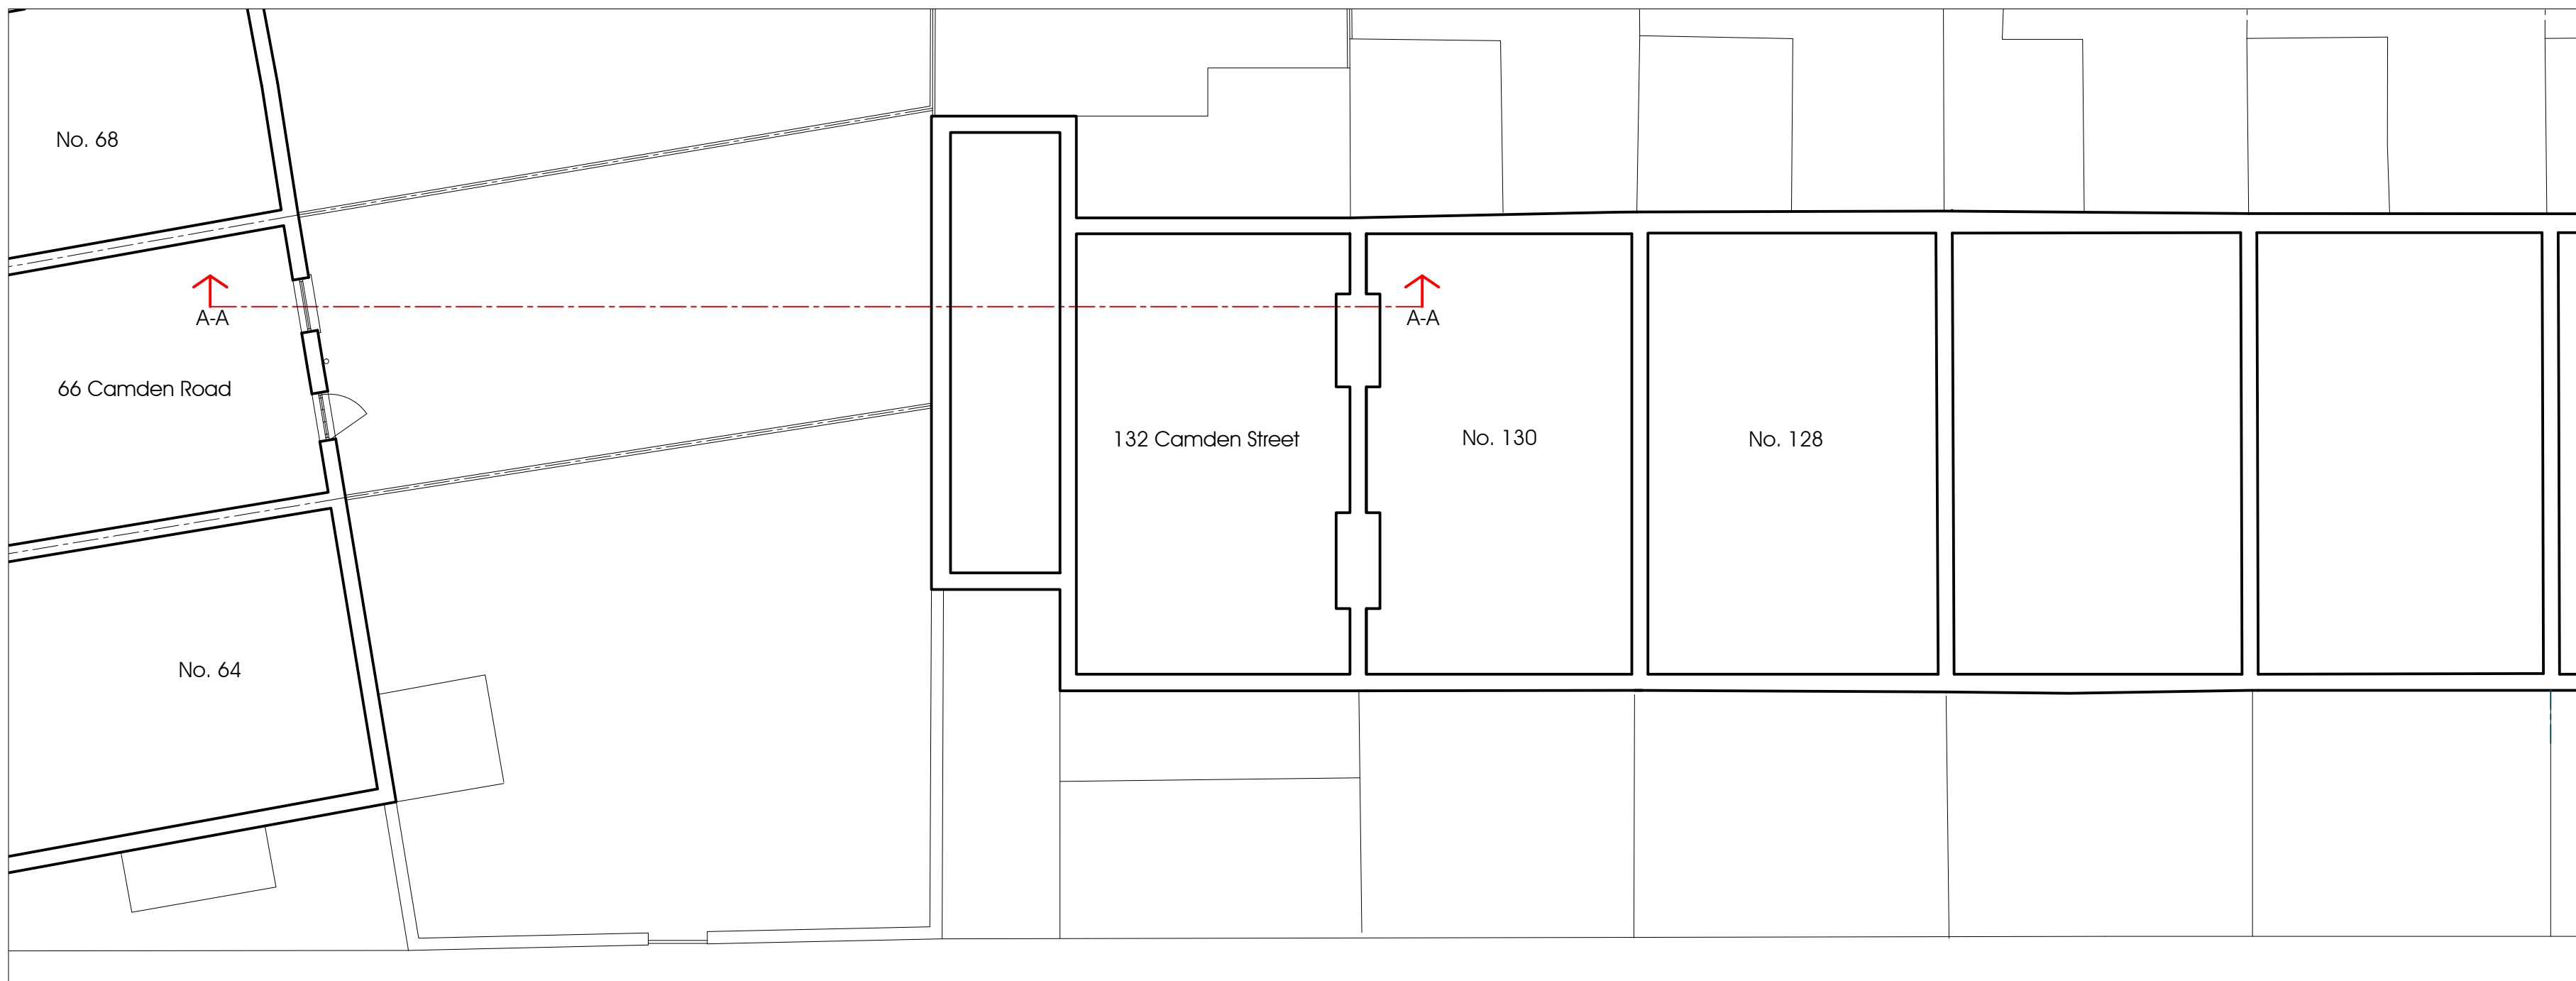 No. 68
A-A
A-A
66 Camden Road
132 Camden Street
No. 130
No. 128
No. 64